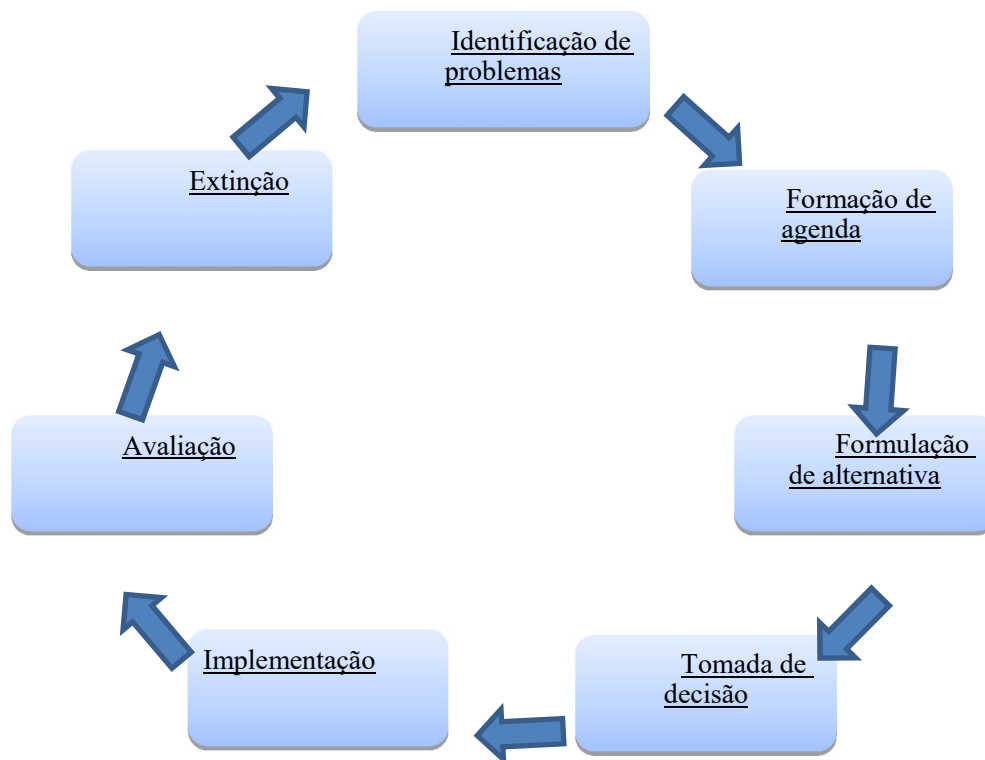 Identificação de
problemas
Formação de
agenda
Formulação
de alternativa
Tomada de
decisão
Implementação
Avaliação
Extinção